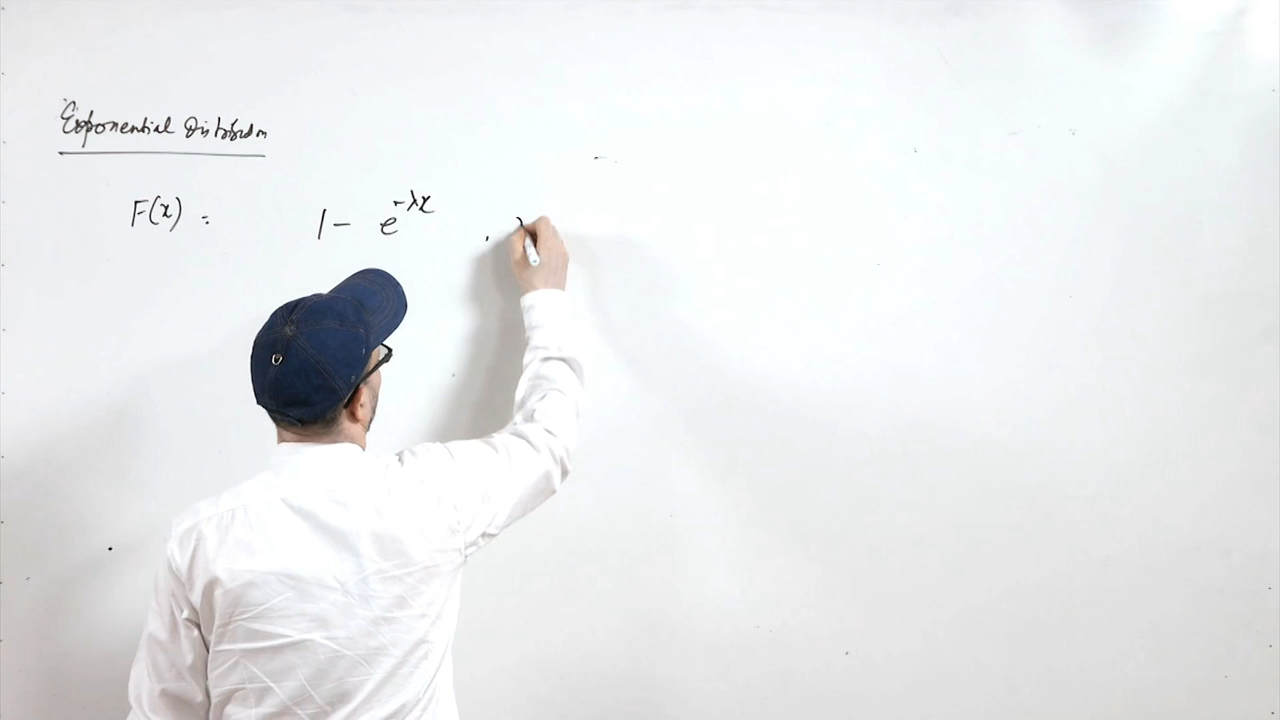 Exponential Distribution
F(x) = 1 - e^{-λx} ,